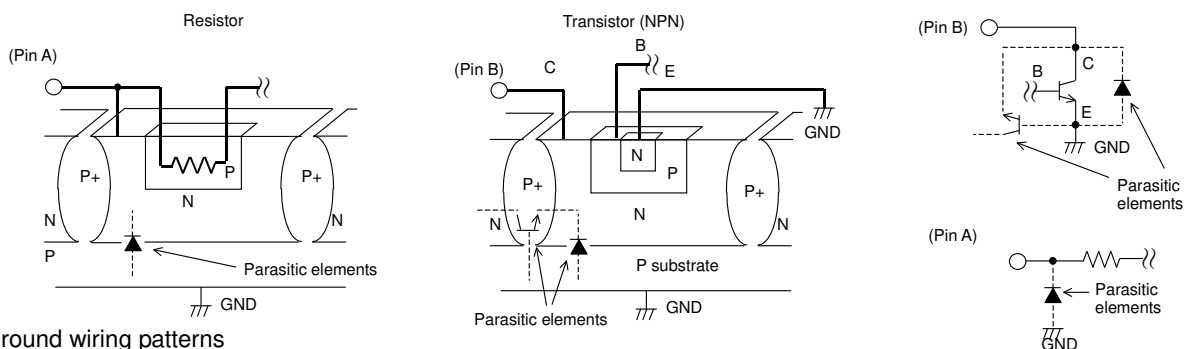 Resistor
(Pin A)
P+
P
P+
N
N
N
P
Parasitic elements
GND
Transistor (NPN)
B
(Pin B)
C
E
GND
N
P+
P
P+
N
N
N
P substrate
Parasitic elements
GND
(Pin B)
C
B
E
GND
Parasitic
elements
(Pin A)
Parasitic
elements
GND
round wiring patterns